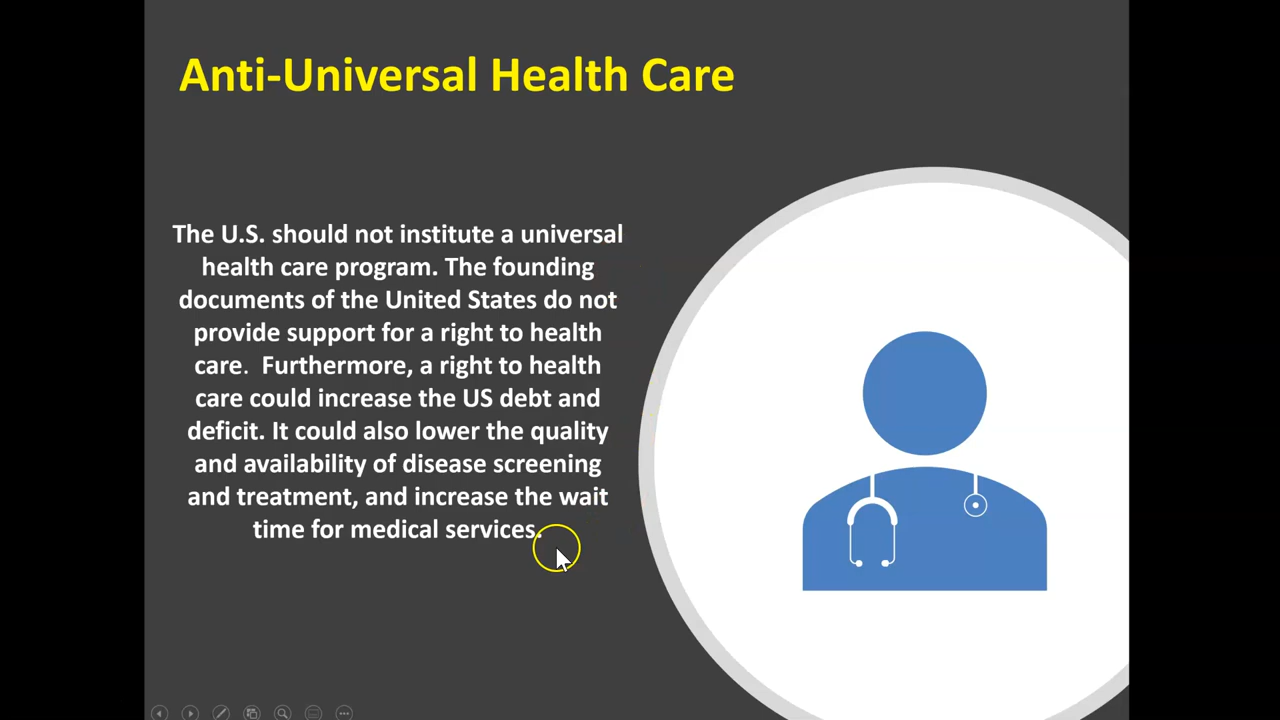 Anti-Universal Health Care
The U.S. should not institute a universal
health care program. The founding
documents of the United States do not
provide support for a right to health
care.  Furthermore, a right to health
care could increase the US debt and
deficit. It could also lower the quality
and availability of disease screening
and treatment, and increase the wait
time for medical services.